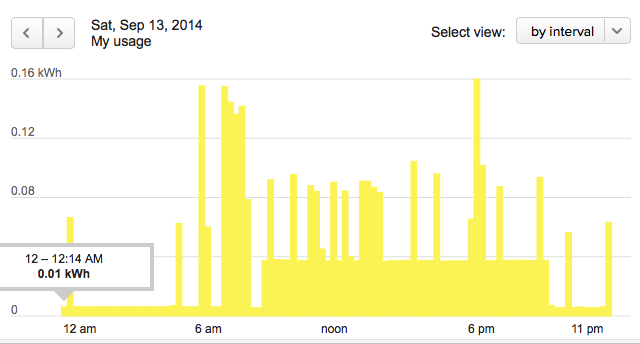 Sat, Sep 13, 2014
My usage
Select view:
by interval
0.16 kWh
0.12
0.08
12 – 12:14 AM
0.01 kWh
0
12 am
6 am
noon
6 pm
11 pm